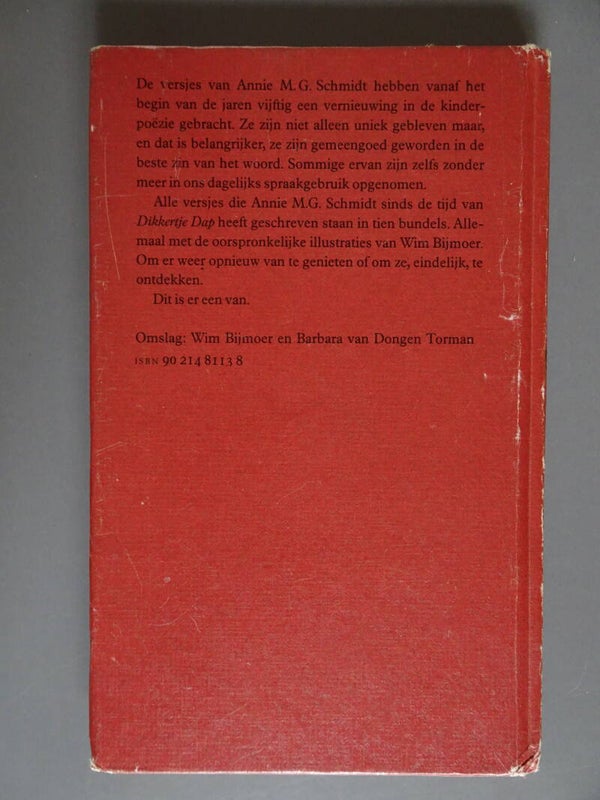 De versjes van Annie M.G. Schmidt hebben vanaf het
begin van de jaren vijftig een vernieuwing in de kinder-
poëzie gebracht. Ze zijn niet alleen uniek gebleven maar,
en dat is belangrijker, ze zijn gemeengoed geworden in de
beste zin van het woord. Sommige ervan zijn zelfs zonder
meer in ons dagelijks spraakgebruik opgenomen.
Alle versjes die Annie M.G. Schmidt sinds de tijd van
Dikkertje Dap heeft geschreven staan in tien bundels. Alle-
maal met de oorspronkelijke illustraties van Wim Bijmoer.
Om er weer opnieuw van te genieten of om ze, eindelijk, te
ontdekken.
Dit is er een van.
Omslag: Wim Bijmoer en Barbara van Dongen Torman
ISBN 90 214 8113 8